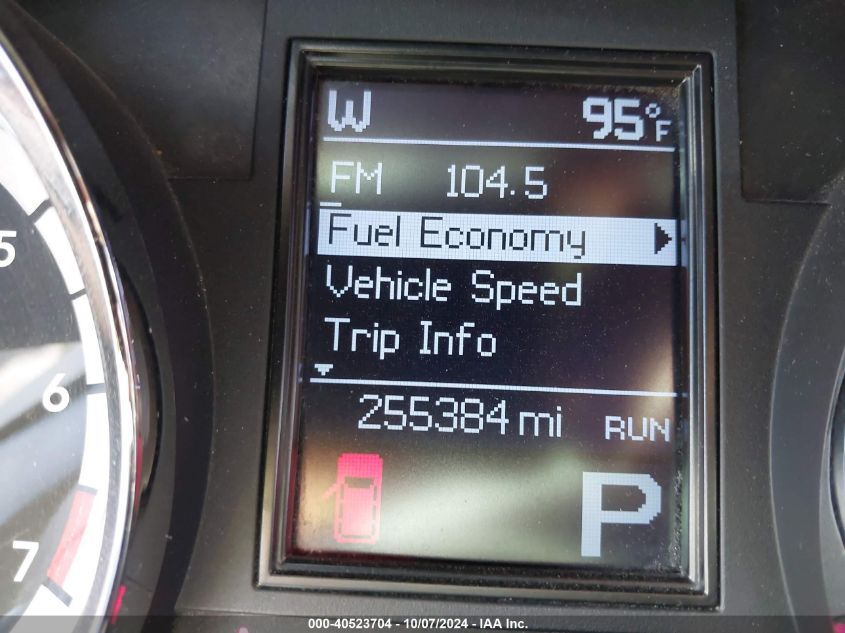 W 95°F
FM 104.5
Fuel Economy
Vehicle Speed
Trip Info
255384 mi RUN
P
5
6
7
000-40523704 - 10/07/2024 - IAA, Inc.